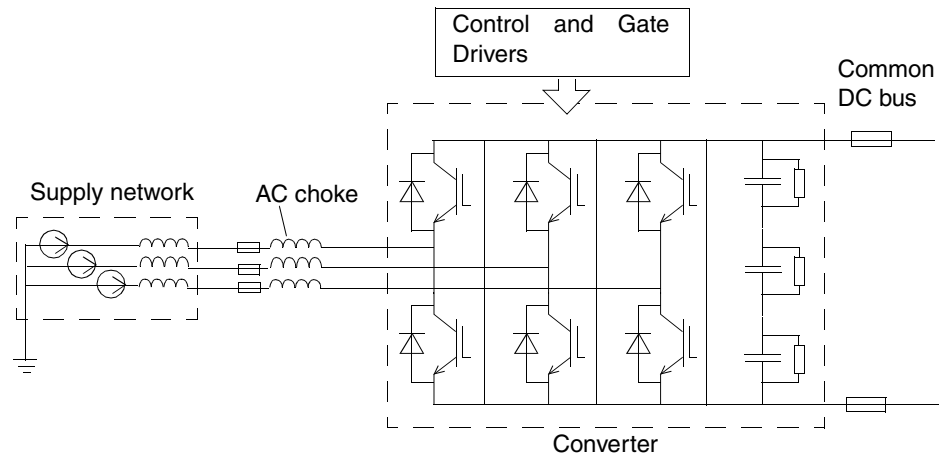 Control and Gate
Drivers
Common
DC bus
Supply network
AC choke
Converter